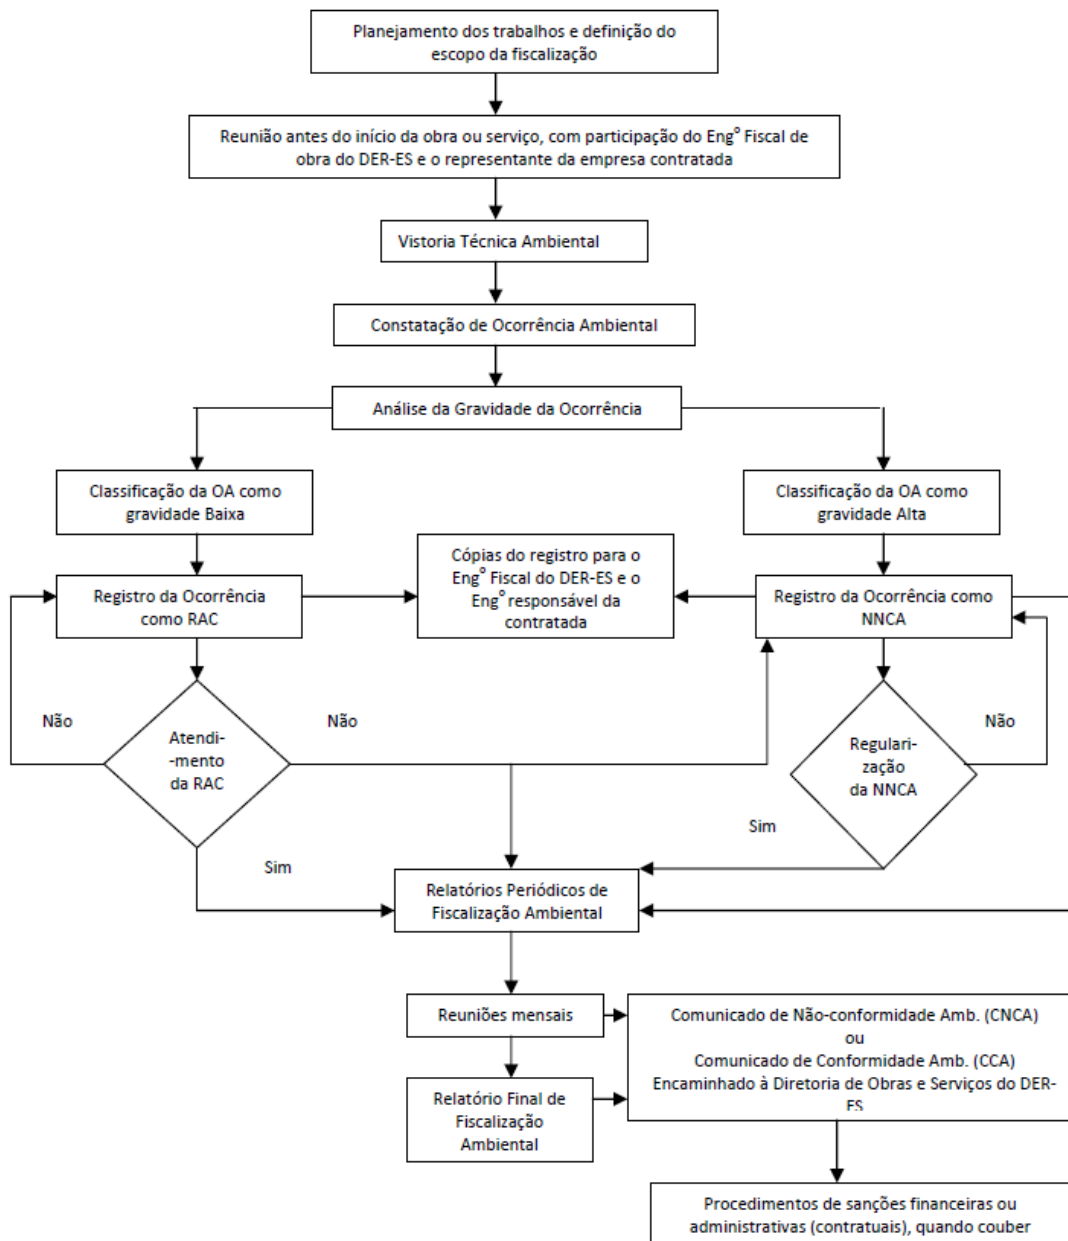 Planejamento dos trabalhos e definição do
escopo da fiscalização
Reunião antes do início da obra ou serviço, com participação do Engº Fiscal de
obra do DER-ES e o representante da empresa contratada
Vistoria Técnica Ambiental
Constatação de Ocorrência Ambiental
Análise da Gravidade da Ocorrência
Classificação da OA como
gravidade Baixa
Classificação da OA como
gravidade Alta
Cópias do registro para o
Engº Fiscal do DER-ES e o
Engº responsável da
contratada
Registro da Ocorrência
como RAC
Registro da Ocorrência como
NNCA
Não
Atendi-
-mento
da RAC
Não
Regulari-
zação
da NNCA
Não
Sim
Sim
Relatórios Periódicos de
Fiscalização Ambiental
Reuniões mensais
Comunicado de Não-conformidade Amb. (CNCA)
ou
Comunicado de Conformidade Amb. (CCA)
Encaminhado à Diretoria de Obras e Serviços do DER-
ES
Relatório Final de
Fiscalização
Ambiental
Procedimentos de sanções financeiras ou
administrativas (contratuais), quando couber